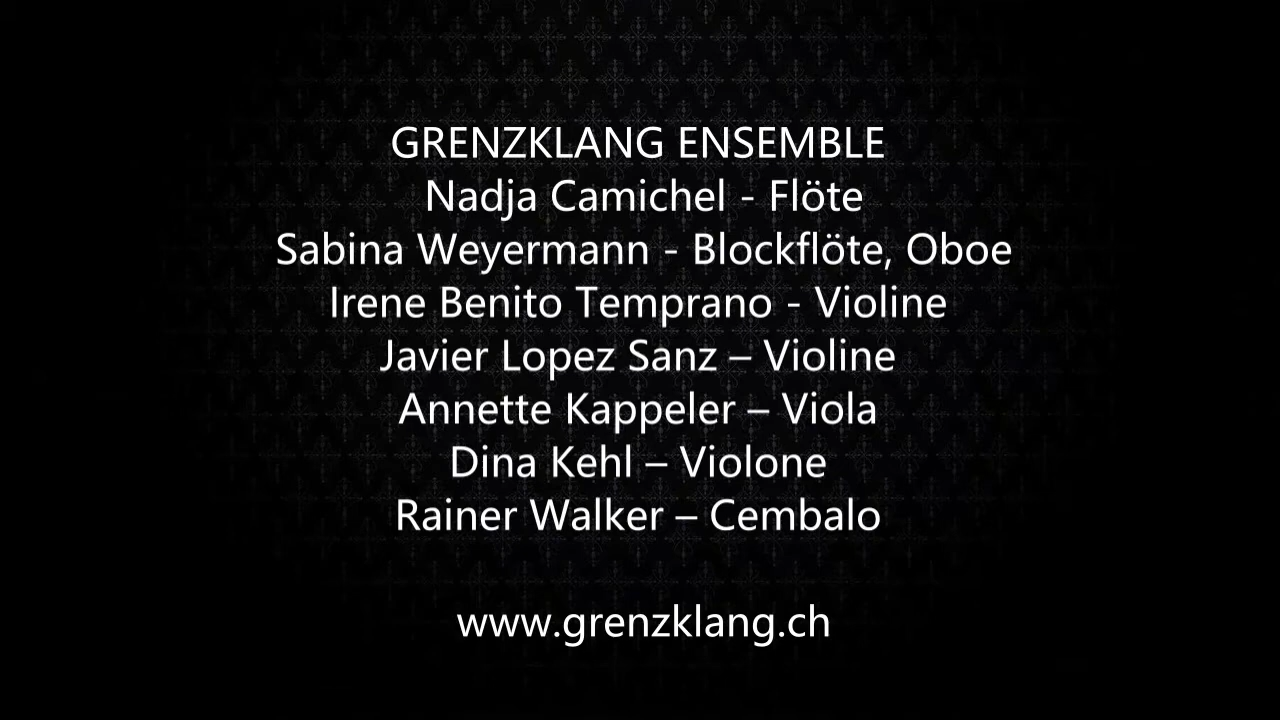 GRENZKLANG ENSEMBLE
Nadja Camichel - Flöte
Sabina Weyermann - Blockflöte, Oboe
Irene Benito Temprano - Violine
Javier Lopez Sanz – Violine
Annette Kappeler – Viola
Dina Kehl – Violone
Rainer Walker – Cembalo
www.grenzklang.ch